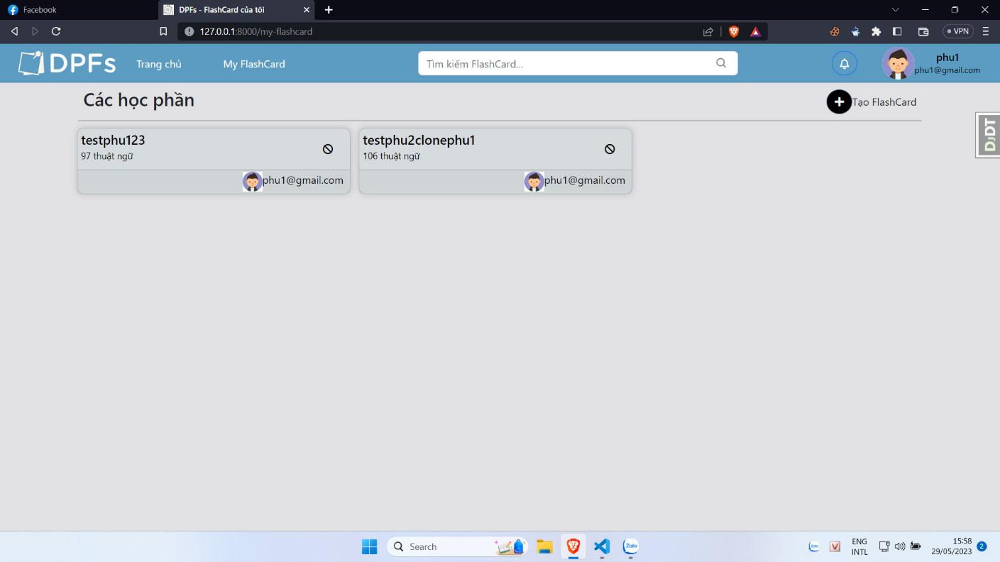 Facebook
DPFs - FlashCard của tôi
127.0.0.1:8000/my-flashcard
VPN
DPFs
Trang chủ
My FlashCard
Tìm kiếm FlashCard...
phu1
phu1@gmail.com
Các học phần
Tạo FlashCard
DjDT
testphu123
97 thuật ngữ
phu1@gmail.com
testphu2clonephu1
106 thuật ngữ
phu1@gmail.com
Search
Zalo
Zalo
V
ENG
INTL
15:58
29/05/2023
2